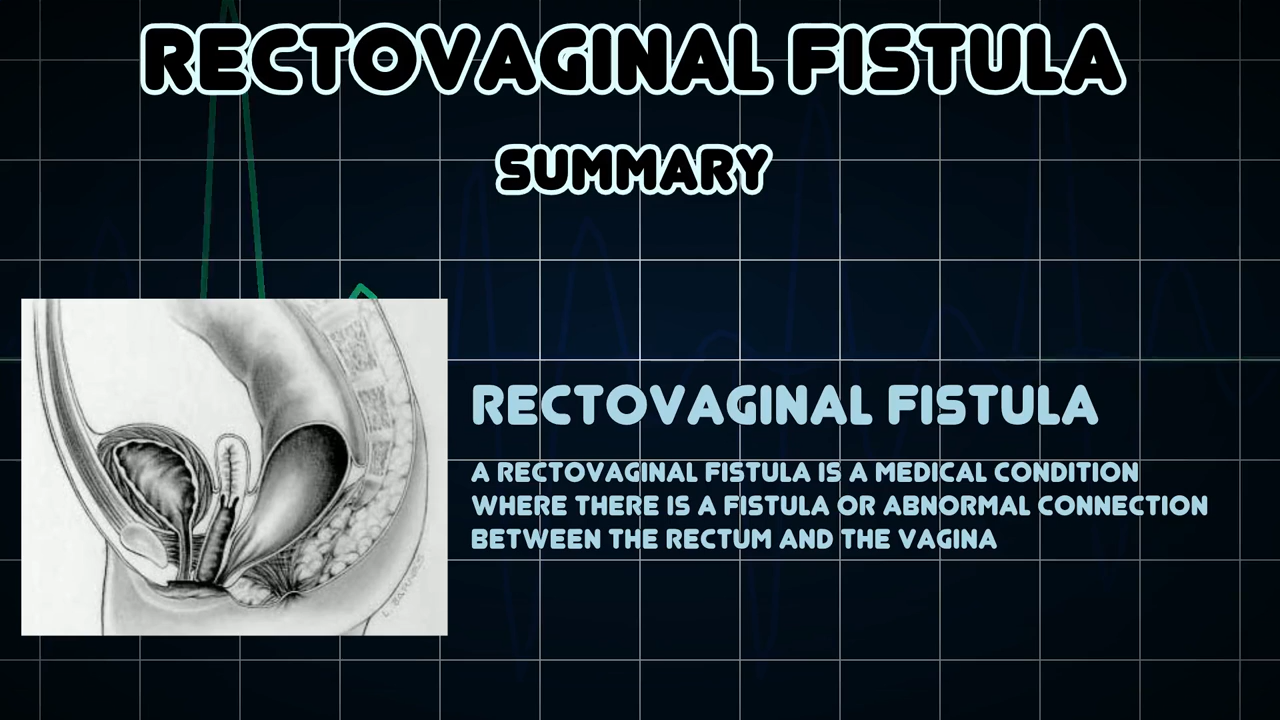 RECTOVAGINAL FISTULA
SUMMARY
RECTOVAGINAL FISTULA
A RECTOVAGINAL FISTULA IS A MEDICAL CONDITION
WHERE THERE IS A FISTULA OR ABNORMAL CONNECTION
BETWEEN THE RECTUM AND THE VAGINA